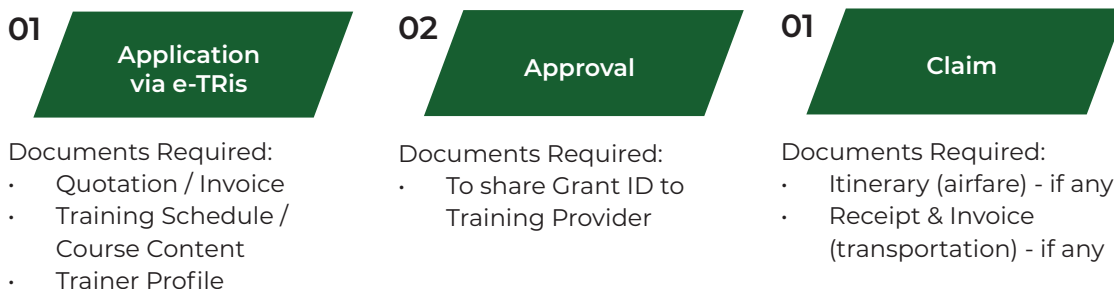 01
Application
via e-TRis
Documents Required:
• Quotation / Invoice
• Training Schedule /
Course Content
• Trainer Profile
02
Approval
Documents Required:
• To share Grant ID to
Training Provider
01
Claim
Documents Required:
• Itinerary (airfare) - if any
• Receipt & Invoice
(transportation) - if any